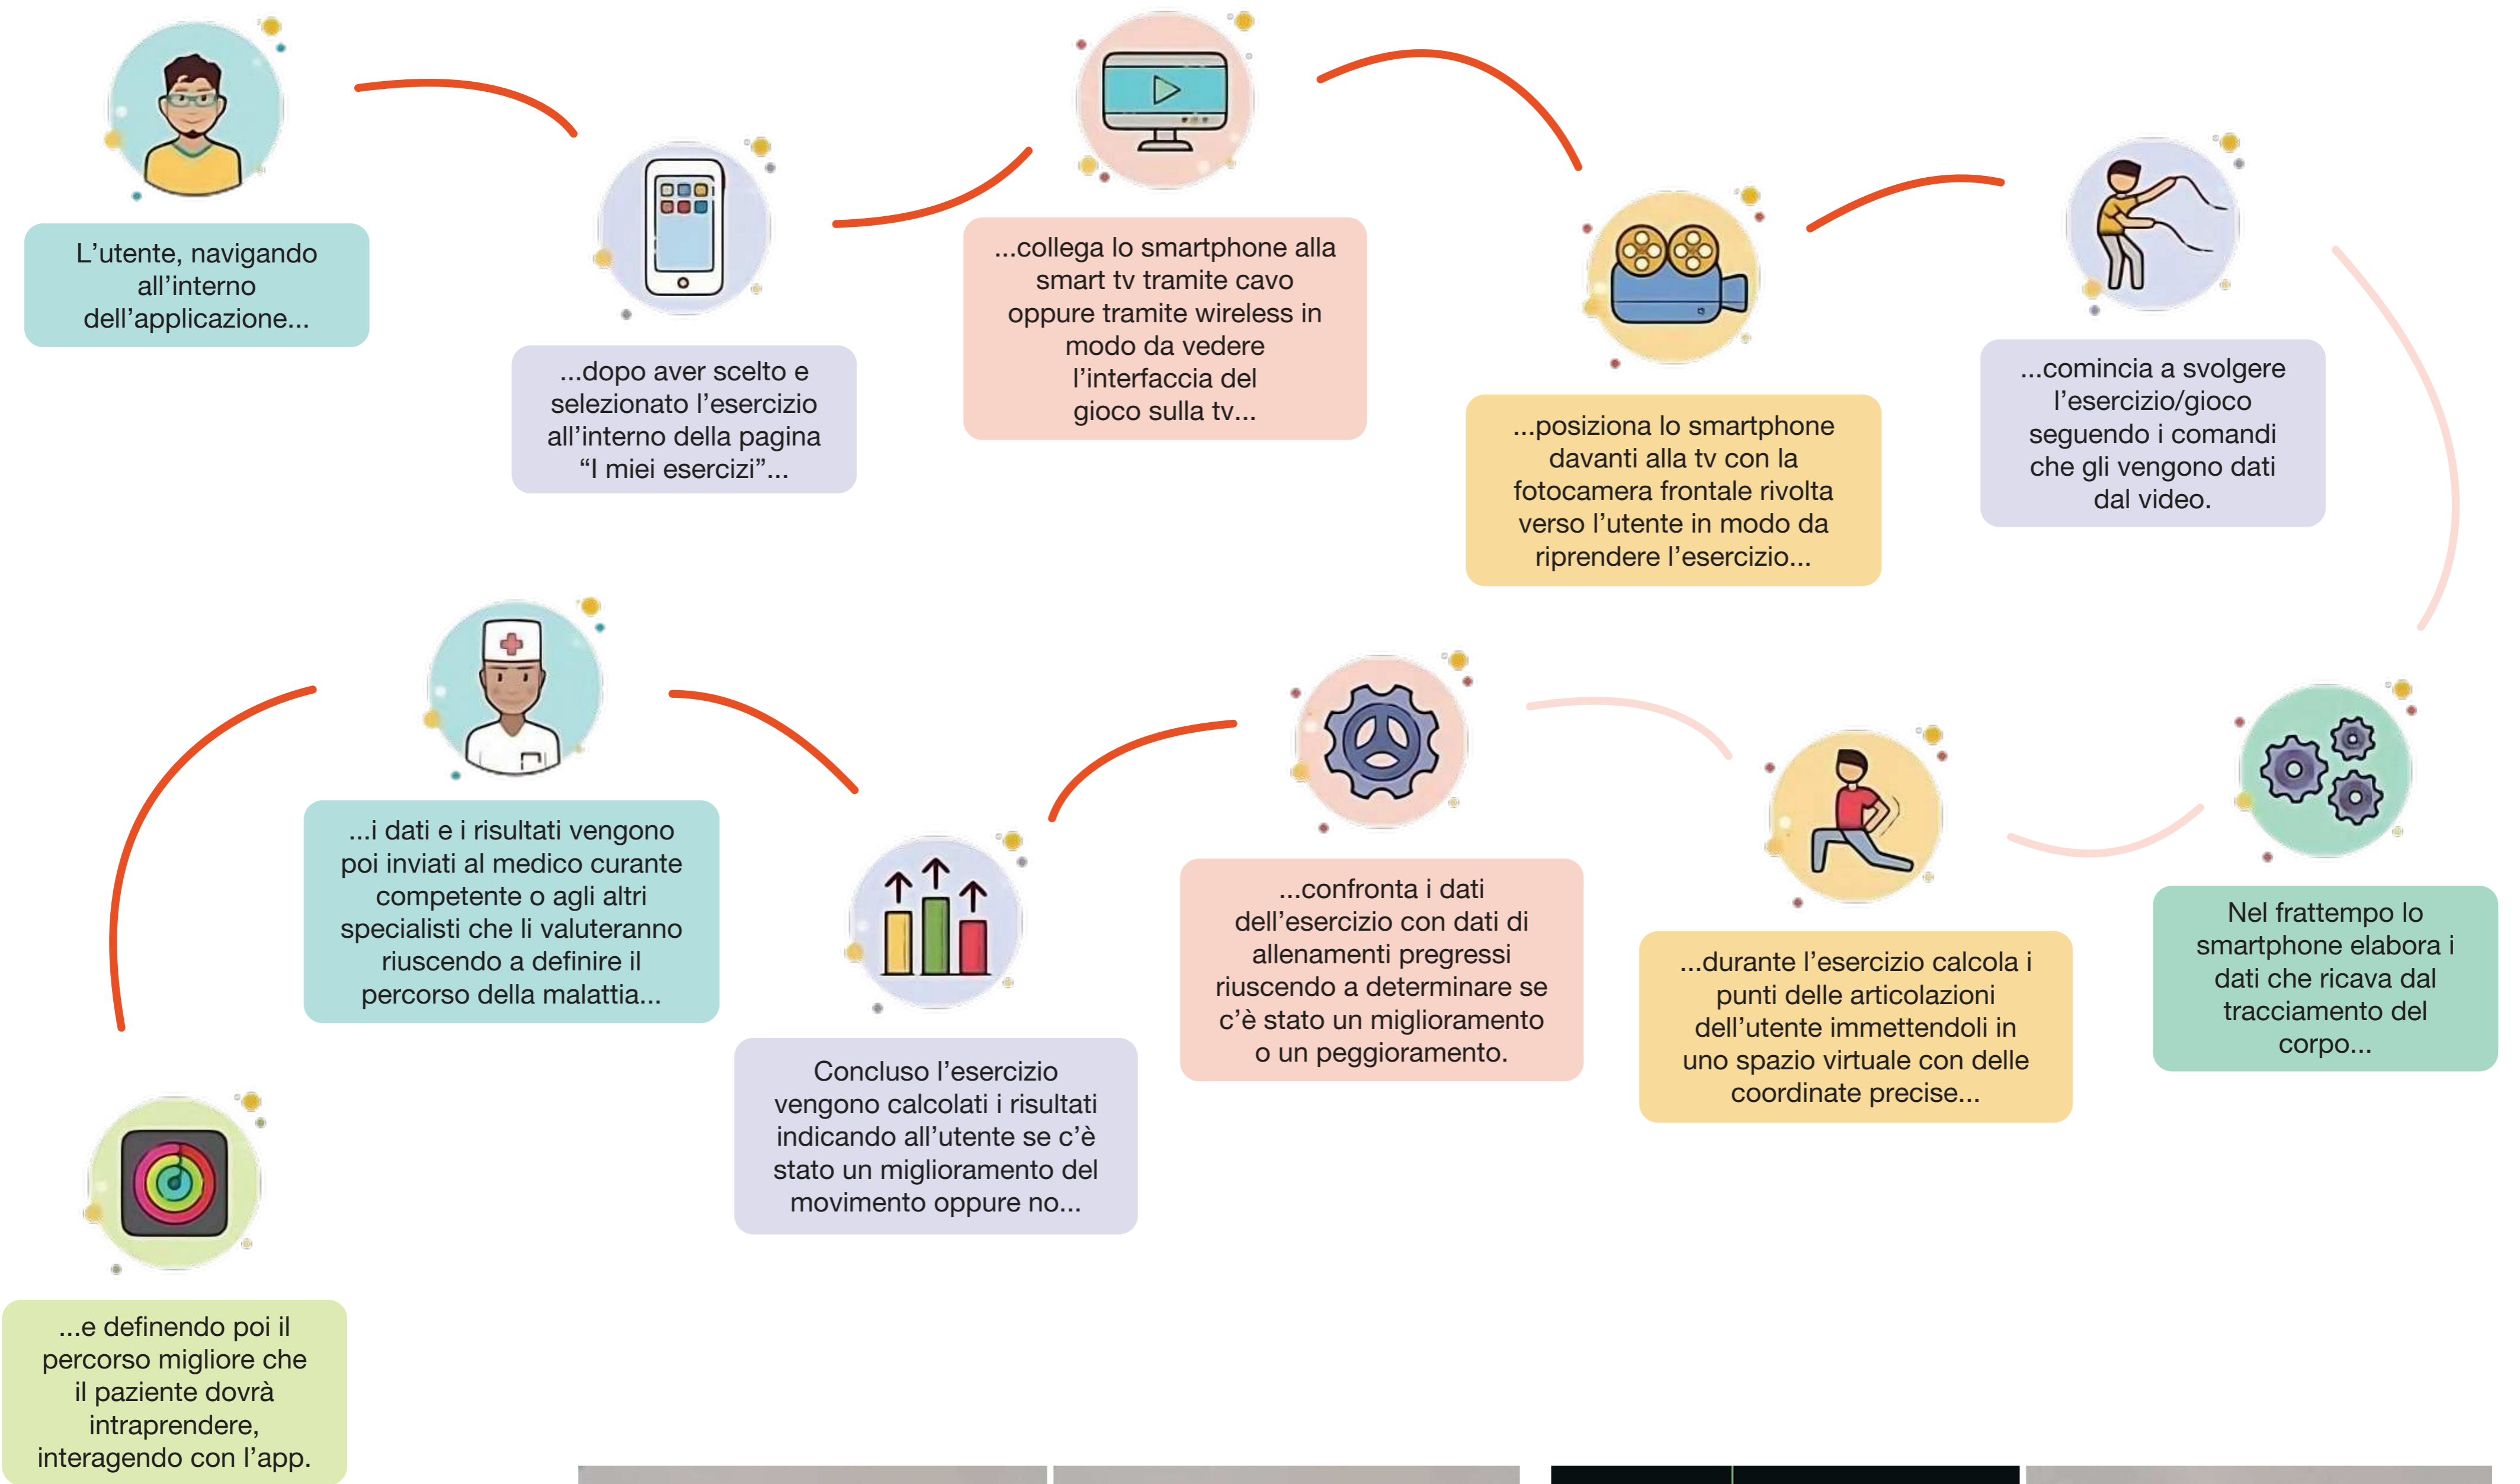 L’utente, navigando
all’interno
dell’applicazione...
...dopo aver scelto e
selezionato l’esercizio
all’interno della pagina
“I miei esercizi”...
...collega lo smartphone alla
smart tv tramite cavo
oppure tramite wireless in
modo da vedere
l’interfaccia del
gioco sulla tv...
...posiziona lo smartphone
davanti alla tv con la
fotocamera frontale rivolta
verso l’utente in modo da
riprendere l’esercizio...
...comincia a svolgere
l’esercizio/gioco
seguendo i comandi
che gli vengono dati
dal video.
Nel frattempo lo
smartphone elabora i
dati che ricava dal
tracciamento del
corpo...
...durante l’esercizio calcola i
punti delle articolazioni
dell’utente immettendoli in
uno spazio virtuale con delle
coordinate precise...
...confronta i dati
dell’esercizio con dati di
allenamenti pregressi
riuscendo a determinare se
c’è stato un miglioramento
o un peggioramento.
Concluso l’esercizio
vengono calcolati i risultati
indicando all’utente se c’è
stato un miglioramento del
movimento oppure no...
...i dati e i risultati vengono
poi inviati al medico curante
competente o agli altri
specialisti che li valuteranno
riuscendo a definire il
percorso della malattia...
...e definendo poi il
percorso migliore che
il paziente dovrà
intraprendere,
interagendo con l’app.